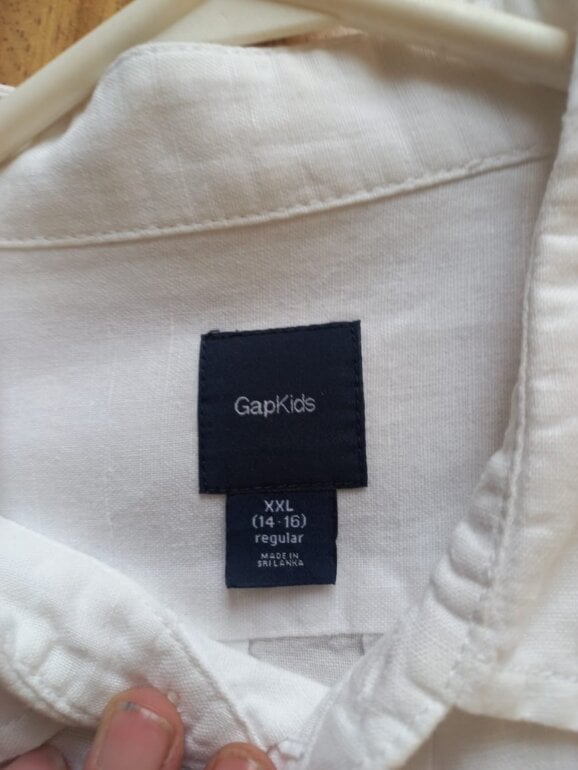 GapKids
XXL
(14-16)
regular
MADE IN
SRI LANKA